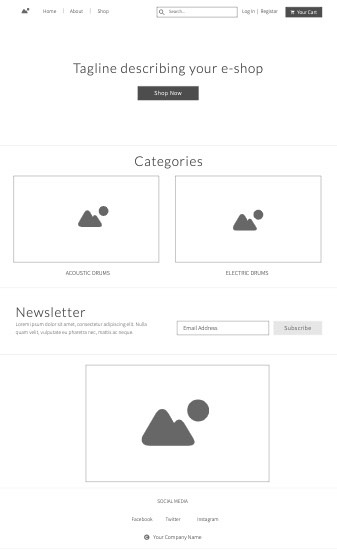 Home | About | Shop
Search...
Log In | Register
Your Cart
Tagline describing your e-shop
Shop Now
Categories
ACOUSTIC DRUMS
ELECTRIC DRUMS
Newsletter
Lorem ipsum dolor sit amet, consectetur adipiscing elit. Nulla
quam velit, vulputate eu pharetra nec, mattis ac neque.
Email Address
Subscribe
SOCIAL MEDIA
Facebook Twitter Instagram
© Your Company Name